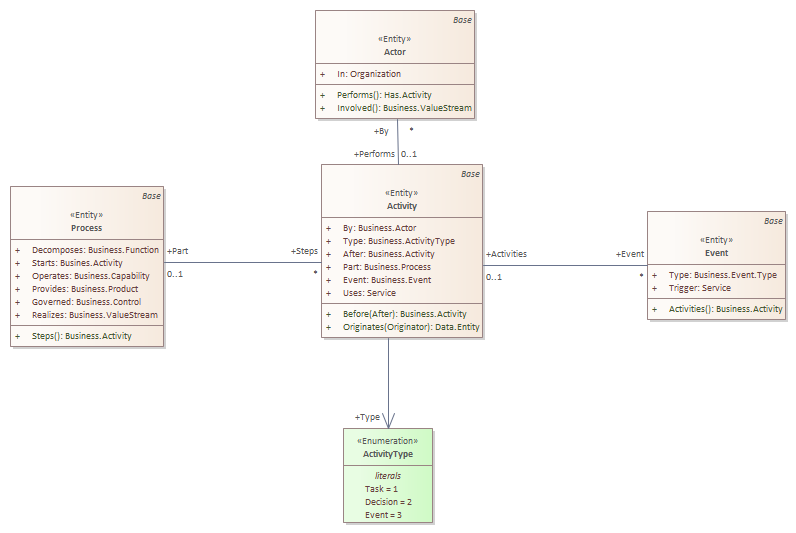 Base
«Entity»
Actor
+ In: Organization
+ Performs(): Has.Activity
+ Involved(): Business.ValueStream
+By *
+Performs 0..1
Base
«Entity»
Process
+ Decomposes: Business.Function
+ Starts: Busines.Activity
+ Operates: Business.Capability
+ Provides: Business.Product
+ Governed: Business.Control
+ Realizes: Business.ValueStream
+ Steps(): Business.Activity
+Part
0..1
+Steps
*
Base
«Entity»
Activity
+ By: Business.Actor
+ Type: Business.ActivityType
+ After: Business.Activity
+ Part: Business.Process
+ Event: Business.Event
+ Uses: Service
+ Before(After): Business.Activity
+ Originates(Originator): Data.Entity
+Activities
0..1
+Event
*
Base
«Entity»
Event
+ Type: Business.Event.Type
+ Trigger: Service
+ Activities(): Business.Activity
+Type
«Enumeration»
ActivityType
literals
Task = 1
Decision = 2
Event = 3